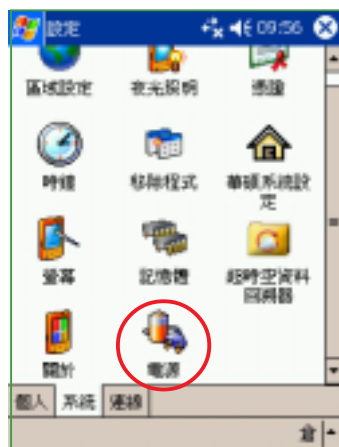 設定 09:56
區域設定 夜光照明 憑證
時鐘 移除程式 華碩系統設定
螢幕 記憶體 超時空資料回溯器
關於 電源
個人 系統 連線
倉